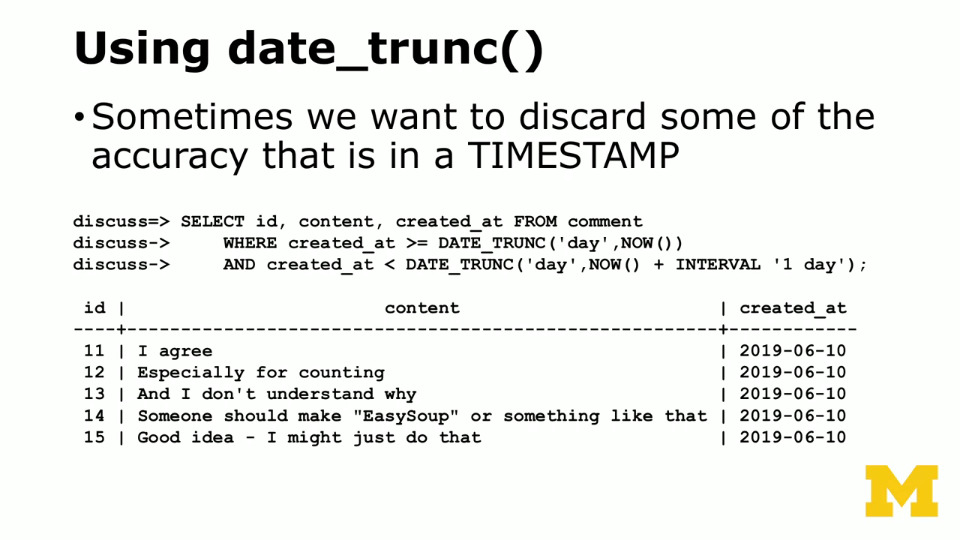 Using date_trunc()
• Sometimes we want to discard some of the
accuracy that is in a TIMESTAMP
discuss=> SELECT id, content, created_at FROM comment
discuss->     WHERE created_at >= DATE_TRUNC('day',NOW())
discuss->     AND created_at < DATE_TRUNC('day',NOW() + INTERVAL '1 day');
 id |                        content                        | created_at
----+-------------------------------------------------------+------------
 11 | I agree                                               | 2019-06-10
 12 | Especially for counting                               | 2019-06-10
 13 | And I don't understand why                            | 2019-06-10
 14 | Someone should make "EasySoup" or something like that | 2019-06-10
 15 | Good idea - I might just do that                      | 2019-06-10
M